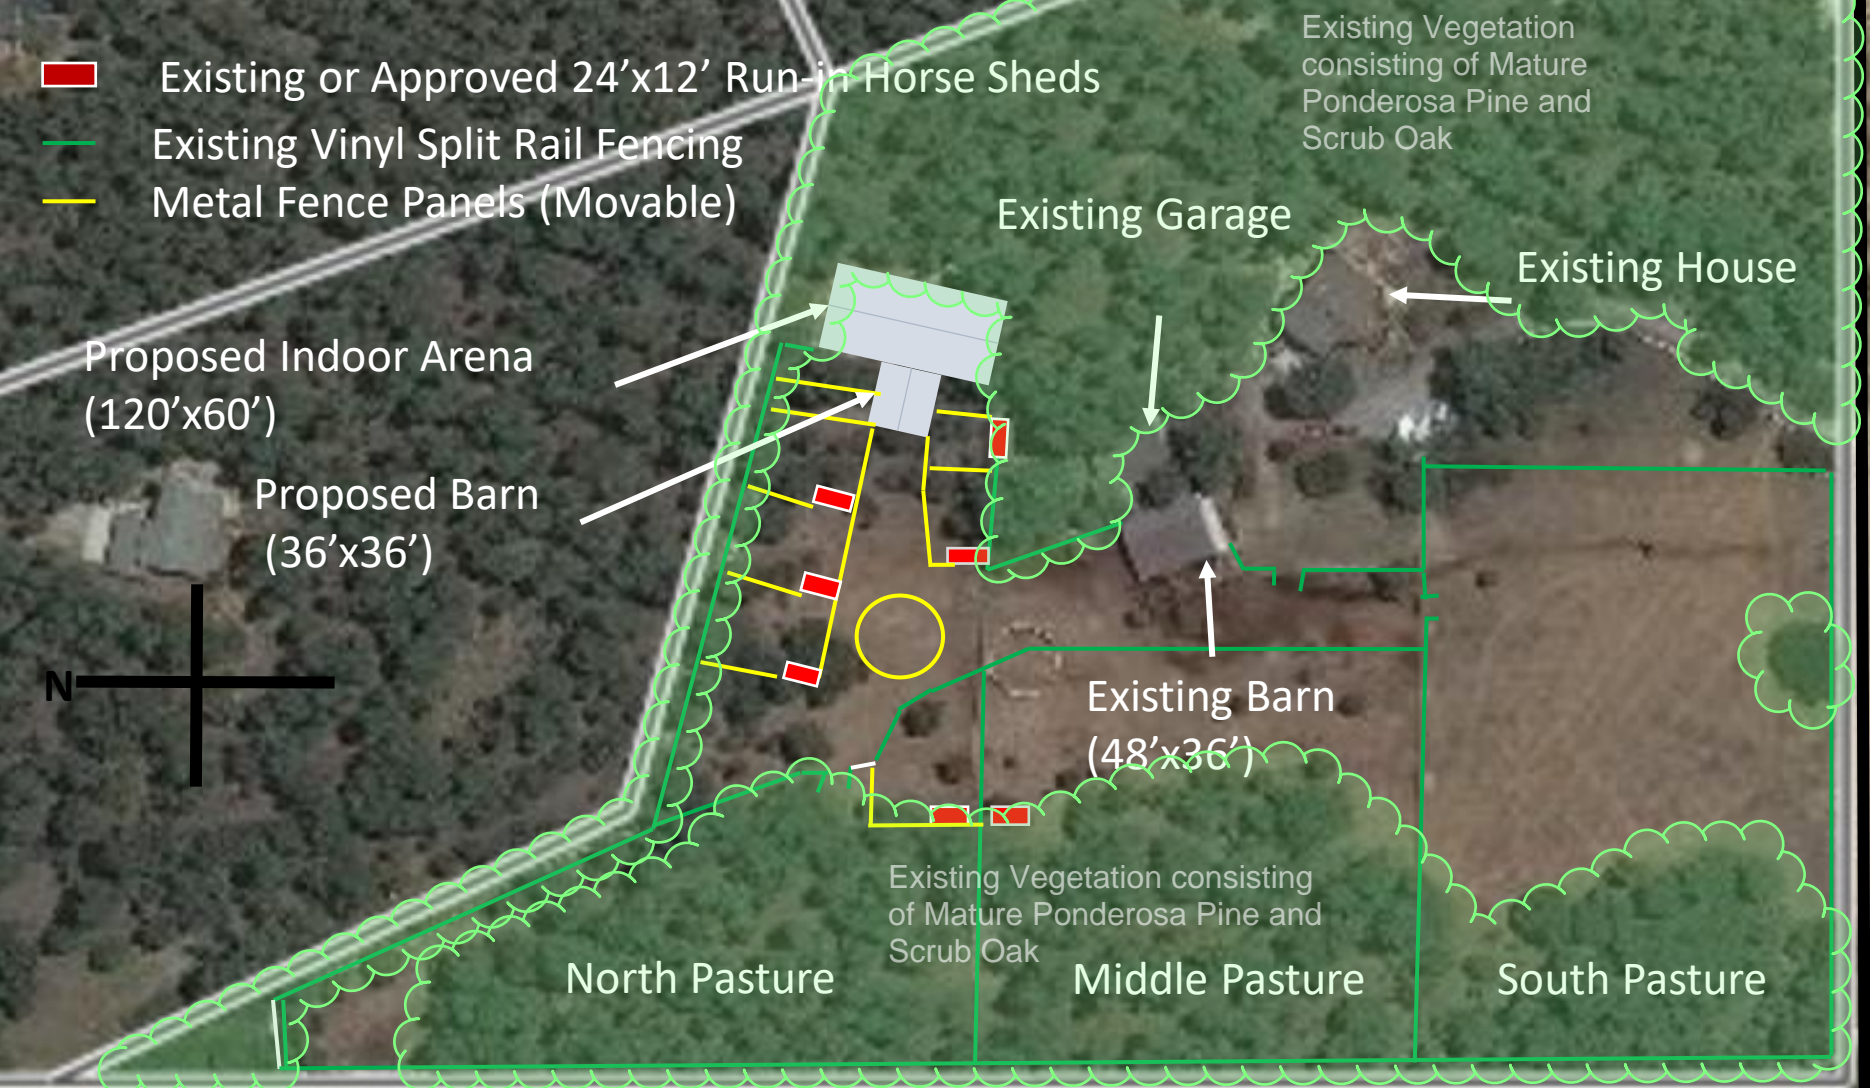 Existing or Approved 24’x12’ Run-in Horse Sheds
Existing Vinyl Split Rail Fencing
Metal Fence Panels (Movable)
Existing Vegetation
consisting of Mature
Ponderosa Pine and
Scrub Oak
Existing Garage
Existing House
Proposed Indoor Arena
(120’x60’)
Proposed Barn
(36’x36’)
N
Existing Barn
(48’x36’)
Existing Vegetation consisting
of Mature Ponderosa Pine and
Scrub Oak
North Pasture
Middle Pasture
South Pasture